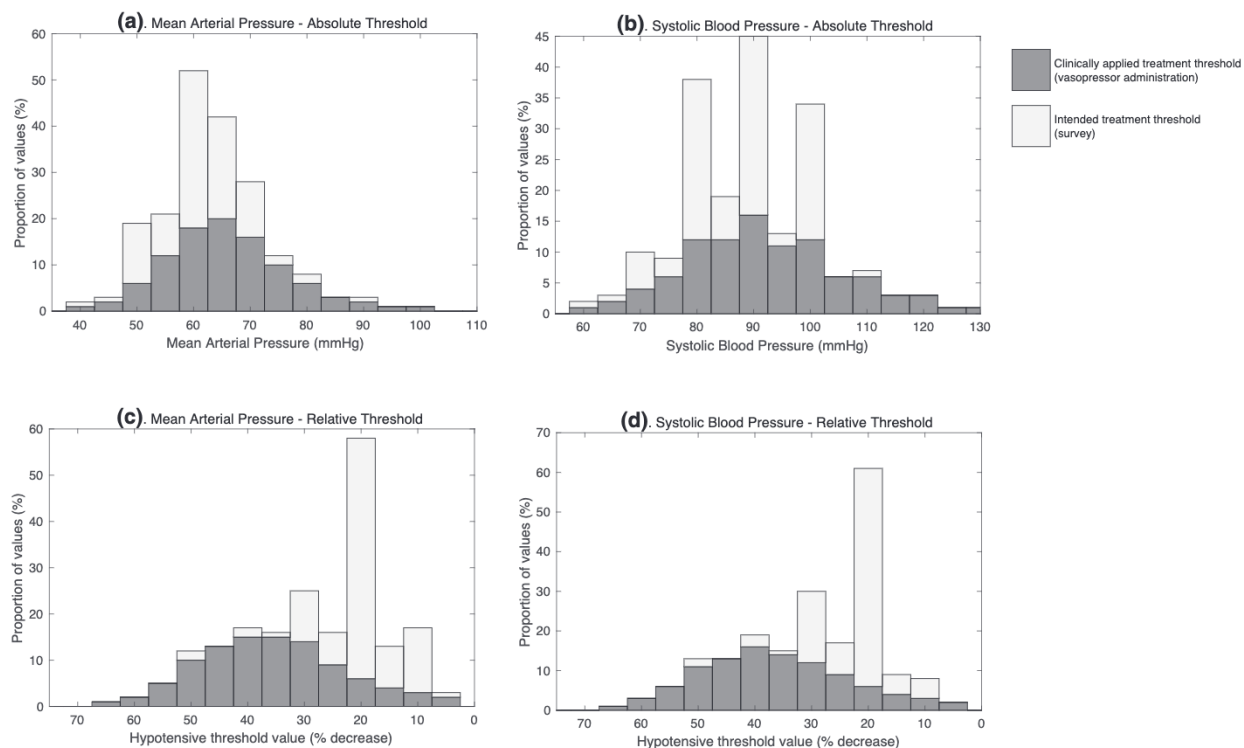 (a). Mean Arterial Pressure - Absolute Threshold
60
50
40
30
20
10
0
Proportion of values (%)
40 50 60 70 80 90 100 110
Mean Arterial Pressure (mmHg)
(b). Systolic Blood Pressure - Absolute Threshold
45
40
35
30
25
20
15
10
5
0
Proportion of values (%)
60 70 80 90 100 110 120 130
Systolic Blood Pressure (mmHg)
Clinically applied treatment threshold
(vasopressor administration)
Intended treatment threshold
(survey)
(c). Mean Arterial Pressure - Relative Threshold
60
50
40
30
20
10
0
Proportion of values (%)
70 60 50 40 30 20 10 0
Hypotensive threshold value (% decrease)
(d). Systolic Blood Pressure - Relative Threshold
70
60
50
40
30
20
10
0
Proportion of values (%)
70 60 50 40 30 20 10 0
Hypotensive threshold value (% decrease)